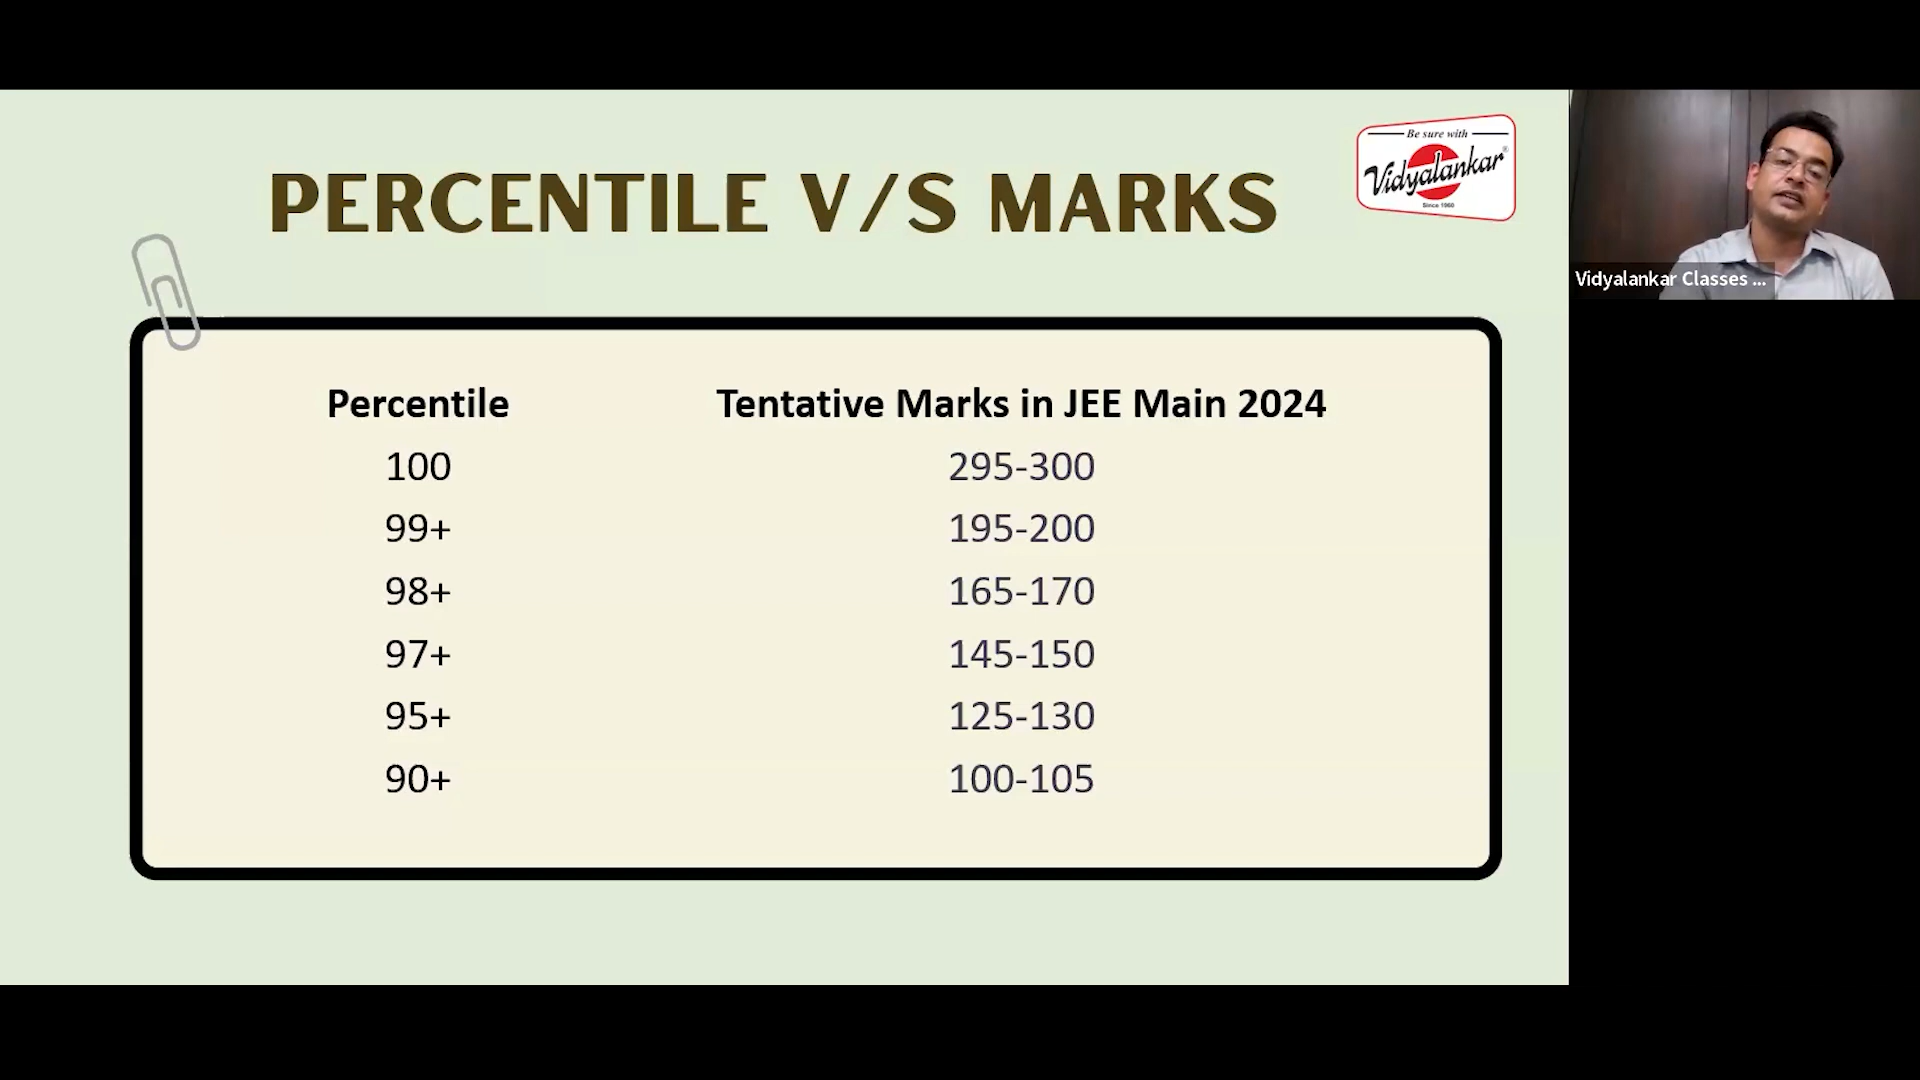 PERCENTILE V/S MARKS
Be sure with
Vidyalankar®
Since 1960
Vidyalankar Classes ...
Percentile Tentative Marks in JEE Main 2024
100 295-300
99+ 195-200
98+ 165-170
97+ 145-150
95+ 125-130
90+ 100-105